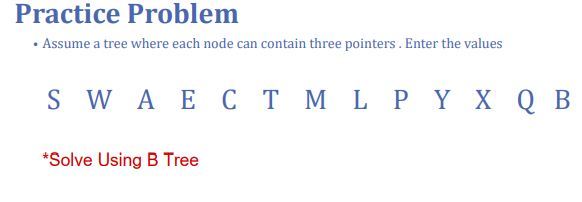 Practice Problem
• Assume a tree where each node can contain three pointers . Enter the values
S W A E C T M L P Y X Q B
*Solve Using B Tree